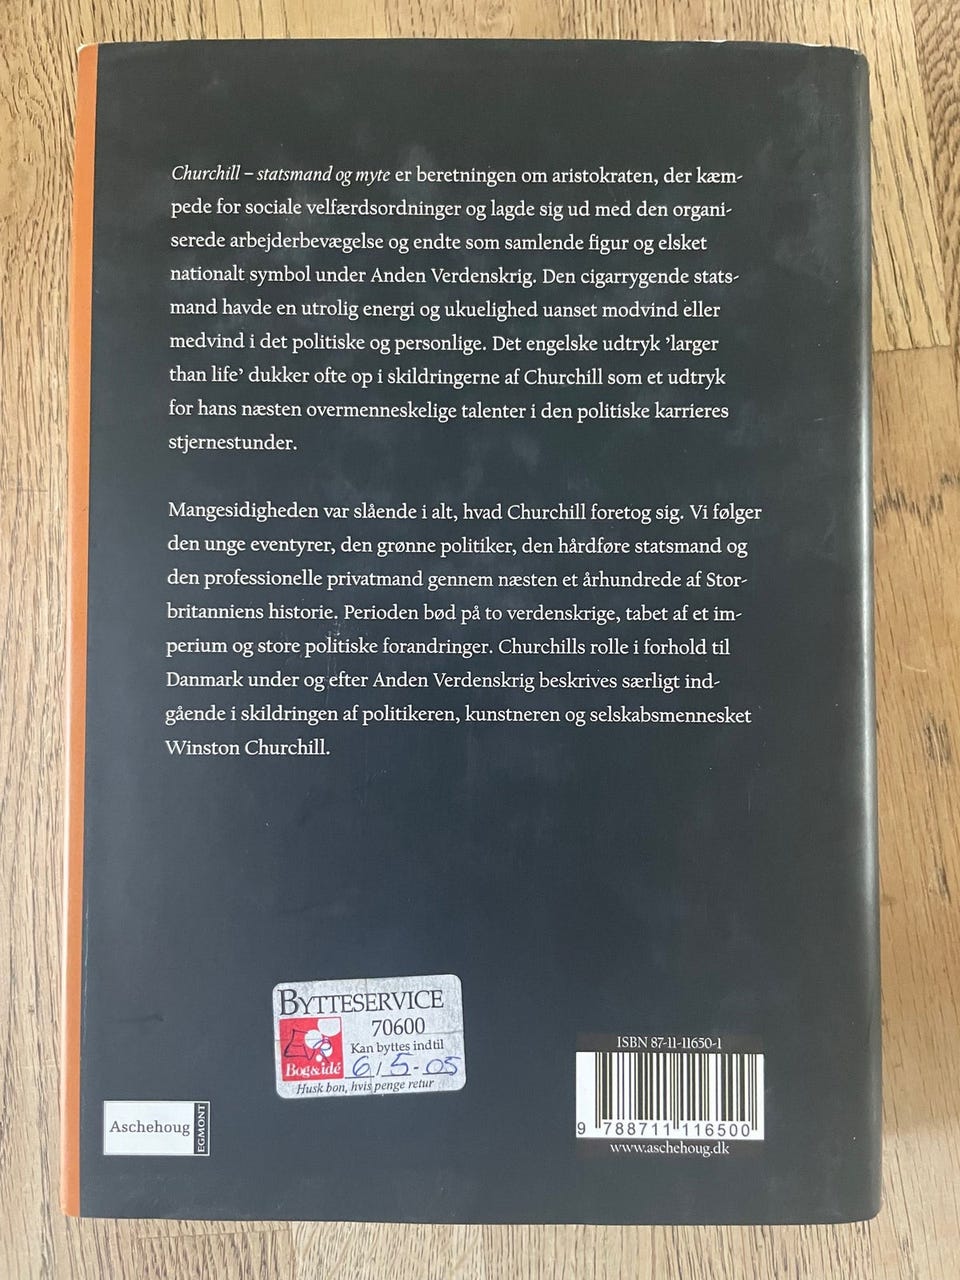 Churchill – statsmand og myte er beretningen om aristokraten, der kæm-
pede for sociale velfærdsordninger og lagde sig ud med den organi-
serede arbejderbevægelse og endte som samlende figur og elsket
nationalt symbol under Anden Verdenskrig. Den cigarrygende stats-
mand havde en utrolig energi og ukuelighed uanset modvind eller
medvind i det politiske og personlige. Det engelske udtryk ’larger
than life’ dukker ofte op i skildringerne af Churchill som et udtryk
for hans næsten overmenneskelige talenter i den politiske karrieres
stjernestunder.
Mangesidigheden var slående i alt, hvad Churchill foretog sig. Vi følger
den unge eventyrer, den grønne politiker, den hårdføre statsmand og
den professionelle privatmand gennem næsten et århundrede af Stor-
britanniens historie. Perioden bød på to verdenskrige, tabet af et im-
perium og store politiske forandringer. Churchills rolle i forhold til
Danmark under og efter Anden Verdenskrig beskrives særligt ind-
gående i skildringen af politikeren, kunstneren og selskabsmennesket
Winston Churchill.
BYTTESERVICE
70600
Kan byttes indtil
Bog&idé 6/5-05
Husk bon, hvis penge retur
Aschehoug EGMONT
ISBN 87-11-11650-1
9 788711 116500
www.aschehoug.dk